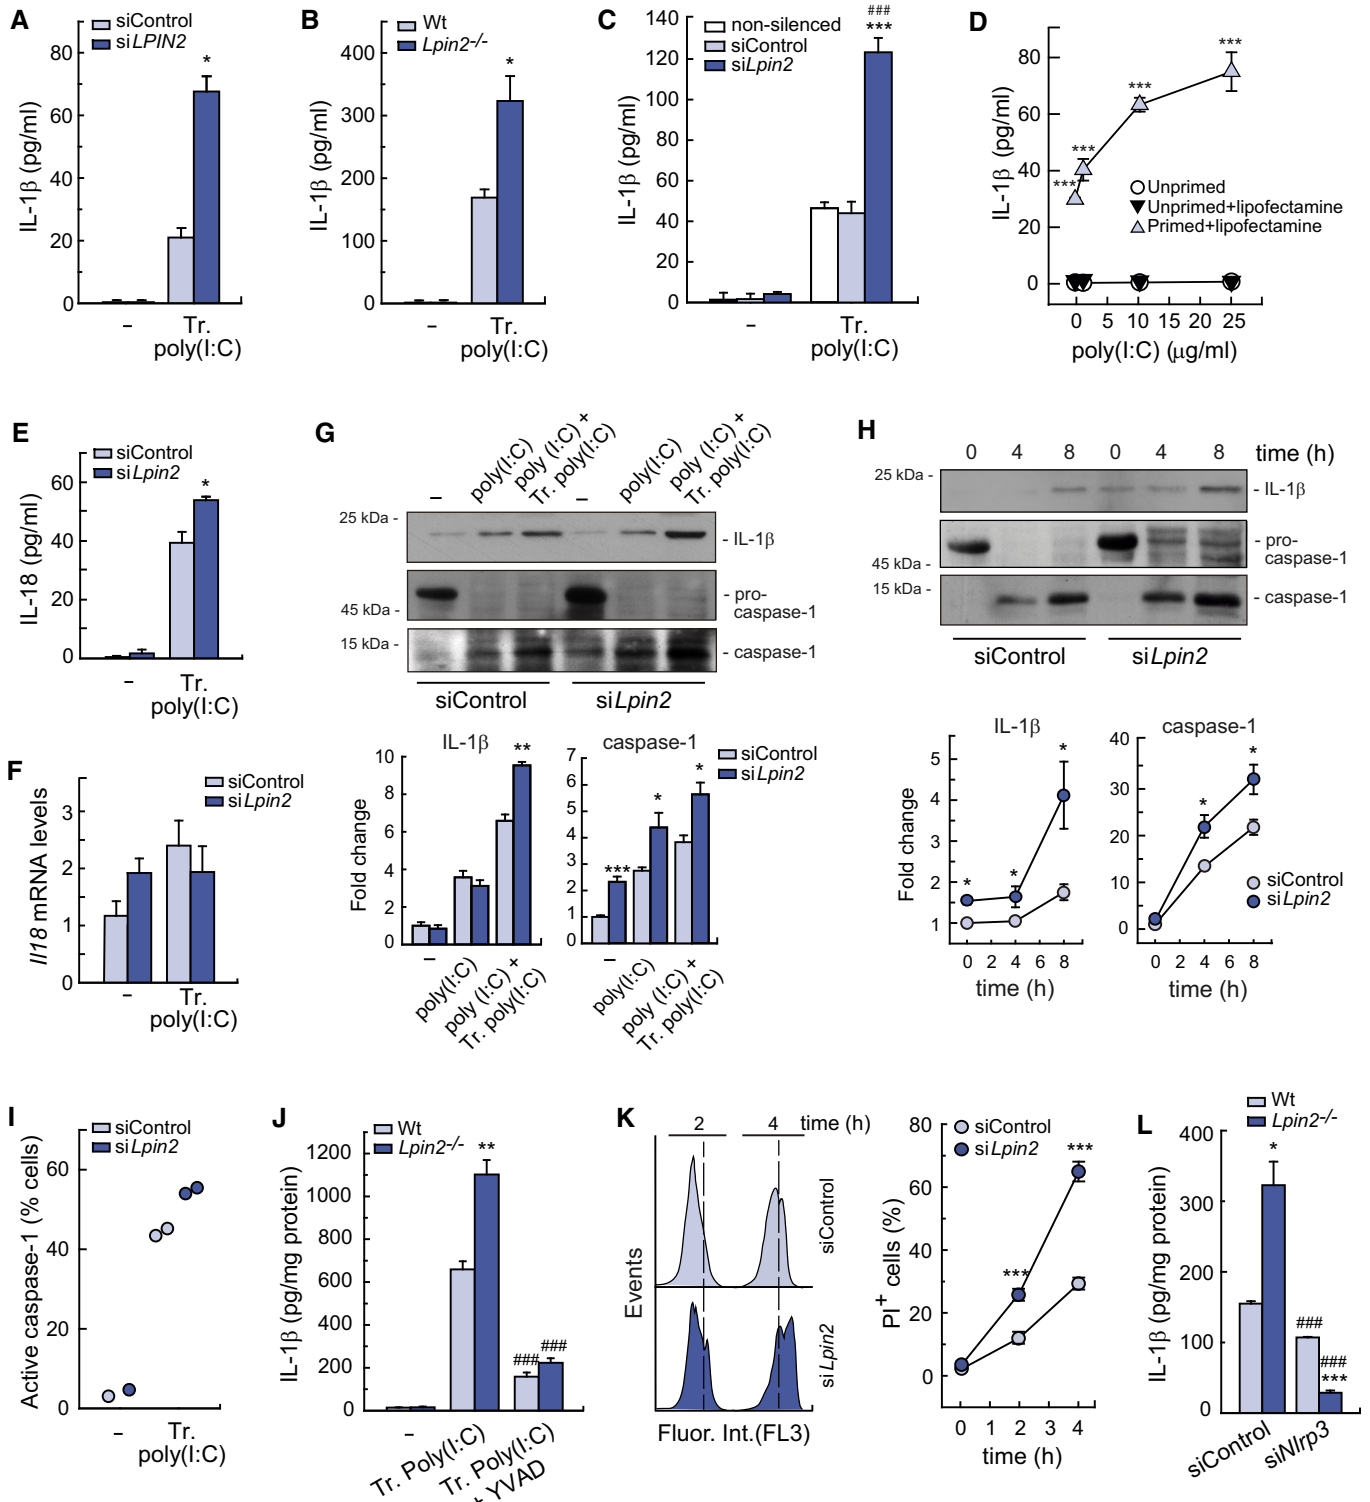 A
siControl
siLPIN2
IL-1β (pg/ml)
80
60
40
20
0
*
–
Tr.
poly(I:C)
B
Wt
Lpin2-/-
IL-1β (pg/ml)
400
300
200
100
0
*
–
Tr.
poly(I:C)
C
non-silenced
siControl
siLpin2
IL-1β (pg/ml)
140
120
100
80
60
40
20
0
###
***
–
Tr.
poly(I:C)
D
IL-1β (pg/ml)
80
60
40
20
0
***
***
***
***
Unprimed
Unprimed+lipofectamine
Primed+lipofectamine
0 5 10 15 20 25
poly(I:C) (µg/ml)
E
siControl
siLpin2
IL-18 (pg/ml)
60
40
20
0
*
–
Tr.
poly(I:C)
F
siControl
siLpin2
Il18 mRNA levels
3
2
1
0
–
Tr.
poly(I:C)
G
–
poly(I:C)
poly (I:C) +
Tr. poly(I:C)
–
poly(I:C)
poly (I:C) +
Tr. poly(I:C)
25 kDa -
- IL-1β
45 kDa -
- pro-
caspase-1
15 kDa -
- caspase-1
siControl
siLpin2
IL-1β
Fold change
10
8
6
4
2
0
**
–
poly(I:C)
poly (I:C) +
Tr. poly(I:C)
caspase-1
siControl
siLpin2
7
6
5
4
3
2
1
0
***
*
*
–
poly(I:C)
poly (I:C) +
Tr. poly(I:C)
H
0 4 8 0 4 8 time (h)
25 kDa -
- IL-1β
45 kDa -
- pro-
caspase-1
15 kDa -
- caspase-1
siControl
siLpin2
IL-1β
Fold change
5
4
3
2
1
*
*
*
0 2 4 6 8
time (h)
caspase-1
40
30
20
10
0
*
*
siControl
siLpin2
0 2 4 6 8
time (h)
I
siControl
siLpin2
Active caspase-1 (% cells)
60
40
20
0
–
Tr.
poly(I:C)
J
Wt
Lpin2-/-
IL-1β (pg/mg protein)
1200
1000
800
600
400
200
0
**
###
###
–
Tr. Poly(I:C)
Tr. Poly(I:C)
YVAD
K
2 4 time (h)
Events
siControl
siLpin2
Fluor. Int.(FL3)
siControl
siLpin2
PI+ cells (%)
80
60
40
20
0
***
***
0 1 2 3 4
time (h)
L
Wt
Lpin2-/-
IL-1β (pg/mg protein)
400
300
200
100
0
*
###
###
***
siControl
siNlrp3